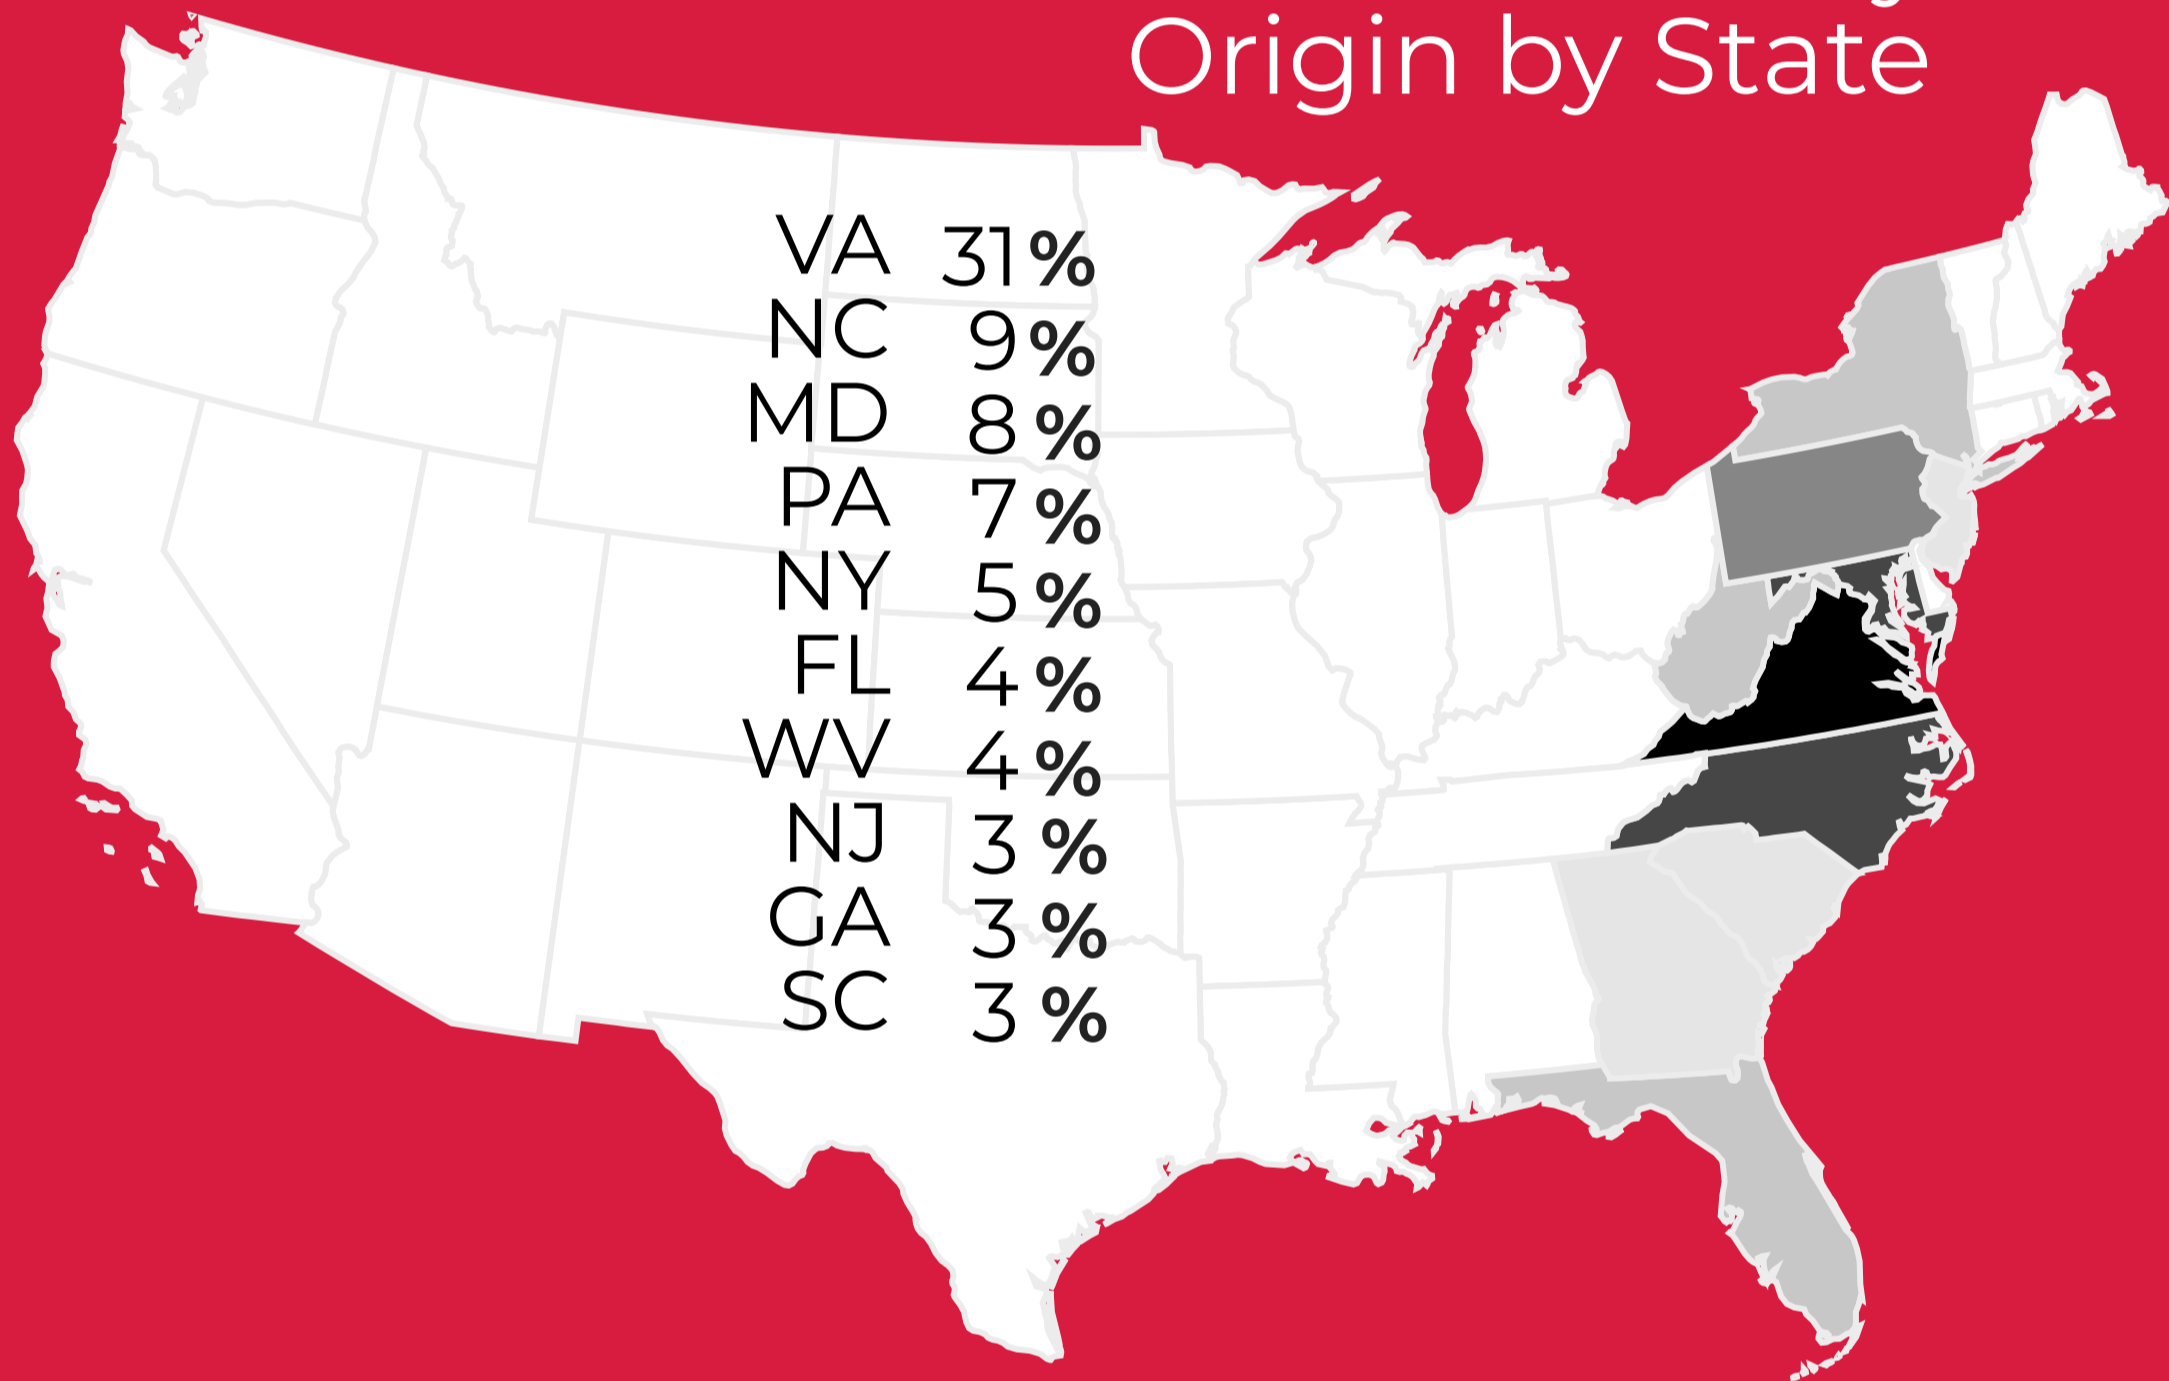 Origin by State
VA 31%
NC 9%
MD 8%
PA 7%
NY 5%
FL 4%
WV 4%
NJ 3%
GA 3%
SC 3%